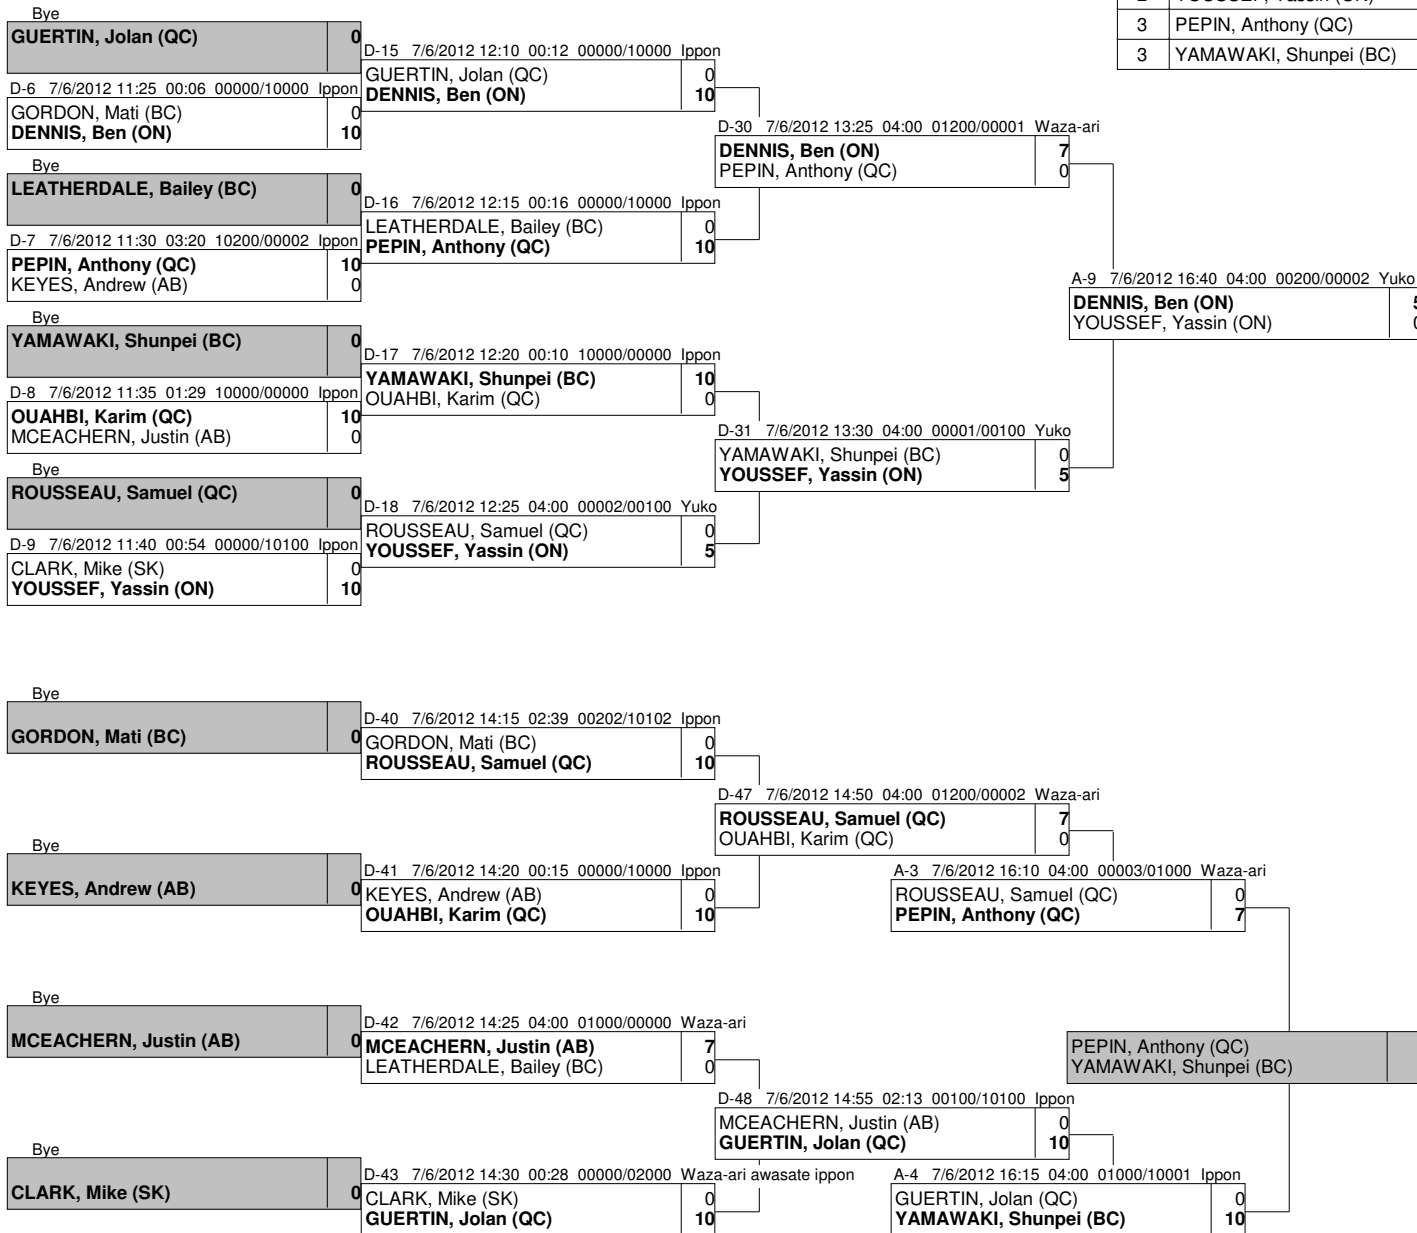 Bye
GUERTIN, Jolan (QC) 0
D-6 7/6/2012 11:25 00:06 00000/10000 Ippon
GORDON, Mati (BC) 0
DENNIS, Ben (ON) 10
Bye
LEATHERDALE, Bailey (BC) 0
D-7 7/6/2012 11:30 03:20 10200/00002 Ippon
PEPIN, Anthony (QC) 10
KEYES, Andrew (AB) 0
Bye
YAMAWAKI, Shunpei (BC) 0
D-8 7/6/2012 11:35 01:29 10000/00000 Ippon
OUAHBI, Karim (QC) 10
MCEACHERN, Justin (AB) 0
Bye
ROUSSEAU, Samuel (QC) 0
D-9 7/6/2012 11:40 00:54 00000/10100 Ippon
CLARK, Mike (SK) 0
YOUSSEF, Yassin (ON) 10
D-15 7/6/2012 12:10 00:12 00000/10000 Ippon
GUERTIN, Jolan (QC) 0
DENNIS, Ben (ON) 10
D-16 7/6/2012 12:15 00:16 00000/10000 Ippon
LEATHERDALE, Bailey (BC) 0
PEPIN, Anthony (QC) 10
D-17 7/6/2012 12:20 00:10 10000/00000 Ippon
YAMAWAKI, Shunpei (BC) 10
OUAHBI, Karim (QC) 0
D-18 7/6/2012 12:25 04:00 00002/00100 Yuko
ROUSSEAU, Samuel (QC) 0
YOUSSEF, Yassin (ON) 5
D-30 7/6/2012 13:25 04:00 01200/00001 Waza-ari
DENNIS, Ben (ON) 7
PEPIN, Anthony (QC) 0
D-31 7/6/2012 13:30 04:00 00001/00100 Yuko
YAMAWAKI, Shunpei (BC) 0
YOUSSEF, Yassin (ON) 5
3 PEPIN, Anthony (QC)
3 YAMAWAKI, Shunpei (BC)
A-9 7/6/2012 16:40 04:00 00200/00002 Yuko
DENNIS, Ben (ON) 5
YOUSSEF, Yassin (ON) 0
Bye
GORDON, Mati (BC) 0
Bye
KEYES, Andrew (AB) 0
Bye
MCEACHERN, Justin (AB) 0
Bye
CLARK, Mike (SK) 0
D-40 7/6/2012 14:15 02:39 00202/10102 Ippon
GORDON, Mati (BC) 0
ROUSSEAU, Samuel (QC) 10
D-41 7/6/2012 14:20 00:15 00000/10000 Ippon
KEYES, Andrew (AB) 0
OUAHBI, Karim (QC) 10
D-42 7/6/2012 14:25 04:00 01000/00000 Waza-ari
MCEACHERN, Justin (AB) 7
LEATHERDALE, Bailey (BC) 0
D-43 7/6/2012 14:30 00:28 00000/02000 Waza-ari awasate ippon
CLARK, Mike (SK) 0
GUERTIN, Jolan (QC) 10
D-47 7/6/2012 14:50 04:00 01200/00002 Waza-ari
ROUSSEAU, Samuel (QC) 7
OUAHBI, Karim (QC) 0
D-48 7/6/2012 14:55 02:13 00100/10100 Ippon
MCEACHERN, Justin (AB) 0
GUERTIN, Jolan (QC) 10
A-3 7/6/2012 16:10 04:00 00003/01000 Waza-ari
ROUSSEAU, Samuel (QC) 0
PEPIN, Anthony (QC) 7
A-4 7/6/2012 16:15 04:00 01000/10001 Ippon
GUERTIN, Jolan (QC) 0
YAMAWAKI, Shunpei (BC) 10
PEPIN, Anthony (QC)
YAMAWAKI, Shunpei (BC)